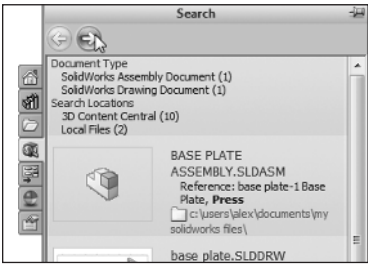 Search
Document Type
SolidWorks Assembly Document (1)
SolidWorks Drawing Document (1)
Search Locations
3D Content Central (10)
Local Files (2)
BASE PLATE
ASSEMBLY.SLDASM
Reference: base plate-1 Base
Plate, Press
c:\users\alex\documents\my
solidworks files\
base plate.SLDDRW